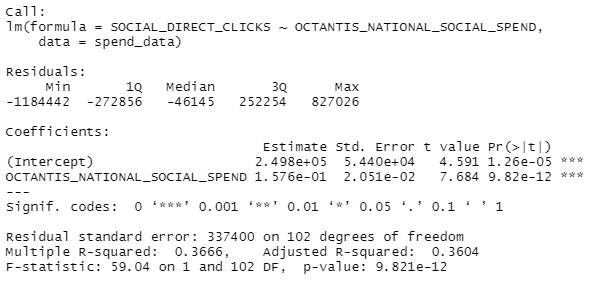 Call:
lm(formula = SOCIAL_DIRECT_CLICKS ~ OCTANTIS_NATIONAL_SOCIAL_SPEND,
    data = spend_data)
Residuals:
     Min       1Q   Median       3Q      Max
-1184442  -272856   -46145   252254   827026
Coefficients:
                                Estimate Std. Error t value Pr(>|t|)
(Intercept)                    2.498e+05  5.440e+04   4.591 1.26e-05 ***
OCTANTIS_NATIONAL_SOCIAL_SPEND 1.576e-01  2.051e-02   7.684 9.82e-12 ***
---
Signif. codes:  0 ‘***’ 0.001 ‘**’ 0.01 ‘*’ 0.05 ‘.’ 0.1 ‘ ’ 1
Residual standard error: 337400 on 102 degrees of freedom
Multiple R-squared:  0.3666,    Adjusted R-squared:  0.3604
F-statistic: 59.04 on 1 and 102 DF,  p-value: 9.821e-12